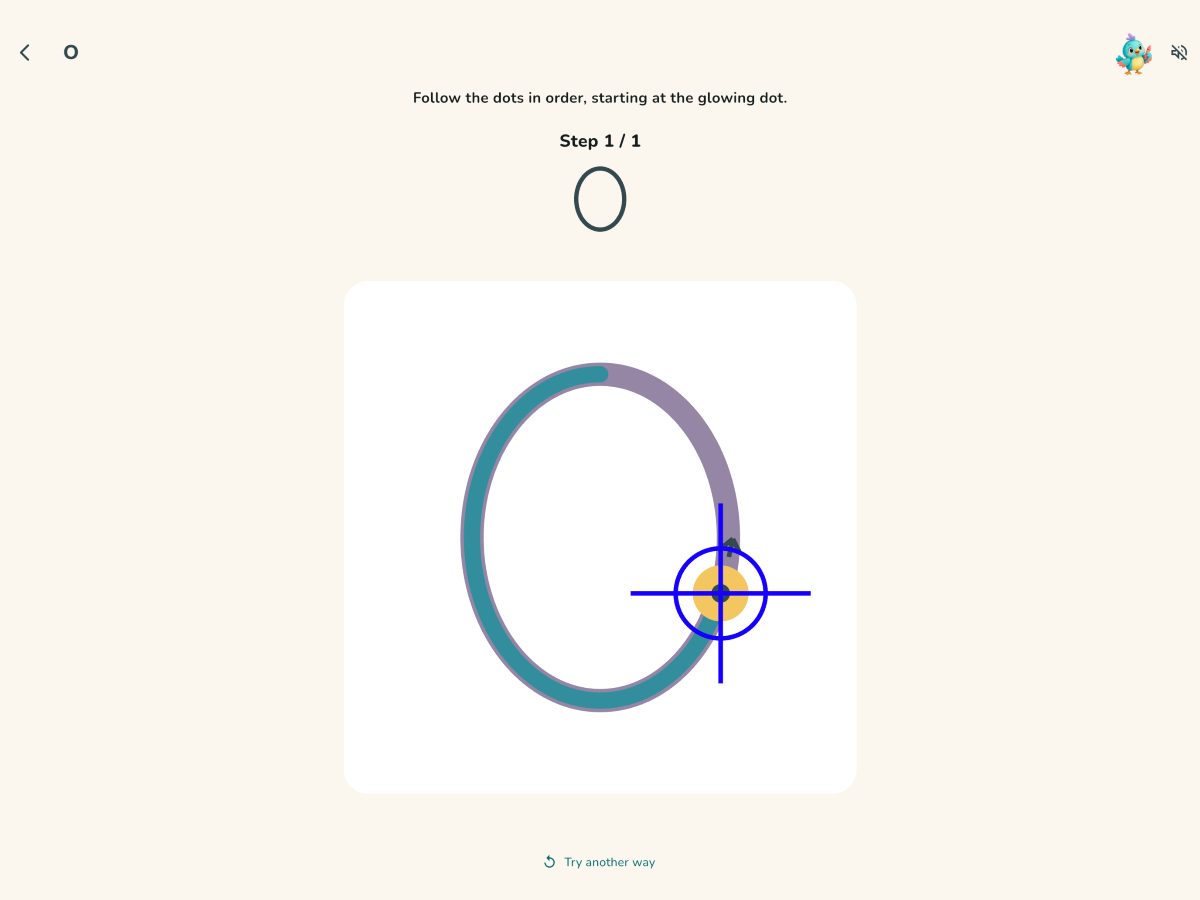 O
Follow the dots in order, starting at the glowing dot.
Step 1 / 1
O
Try another way